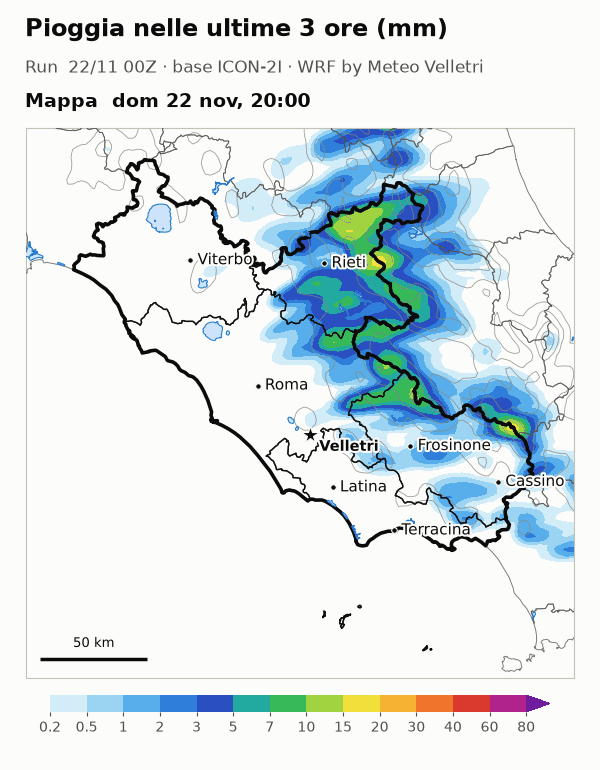 Pioggia nelle ultime 3 ore (mm)
Run  22/11 00Z · base ICON-2I · WRF by Meteo Velletri
Mappa  dom 22 nov, 20:00
Viterbo
Rieti
Roma
Velletri
Frosinone
Latina
Cassino
Terracina
50 km
0.2 0.5 1 2 3 5 7 10 15 20 30 40 60 80